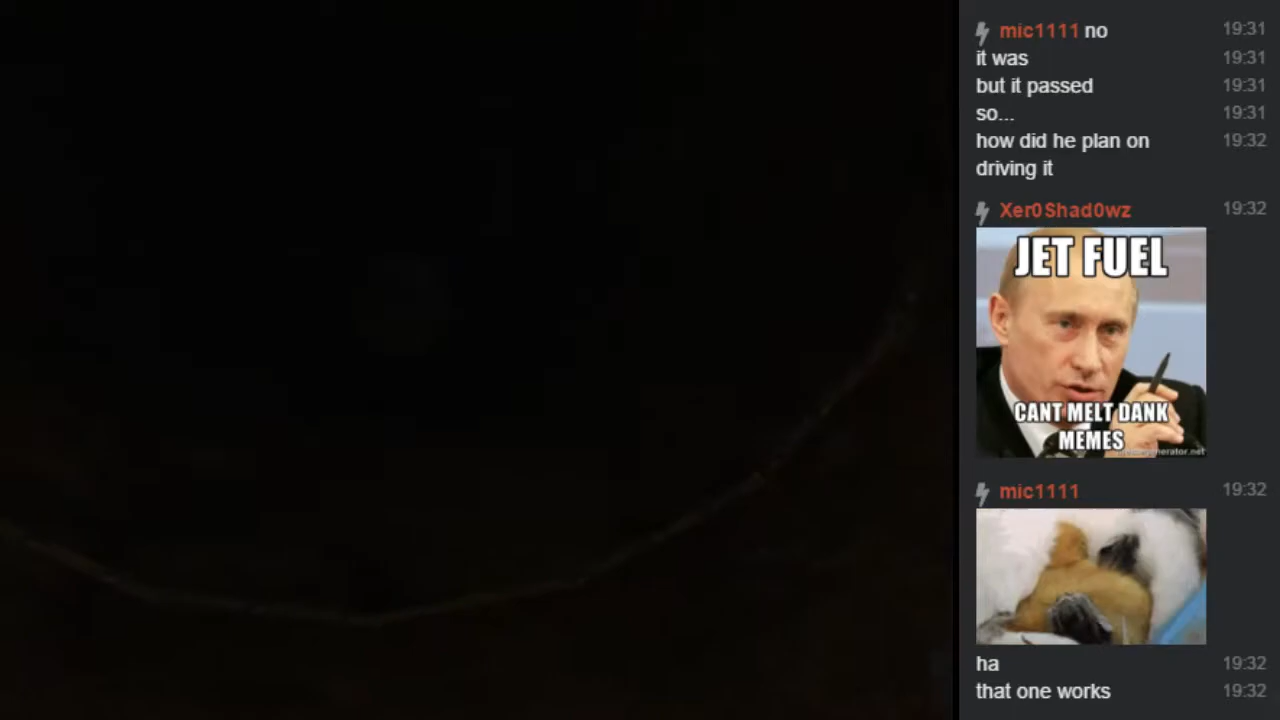 mic1111 no 19:31
it was 19:31
but it passed 19:31
so... 19:31
how did he plan on 19:32
driving it
Xer0Shad0wz 19:32
JET FUEL
CANT MELT DANK
MEMES
mic1111 19:32
ha 19:32
that one works 19:32